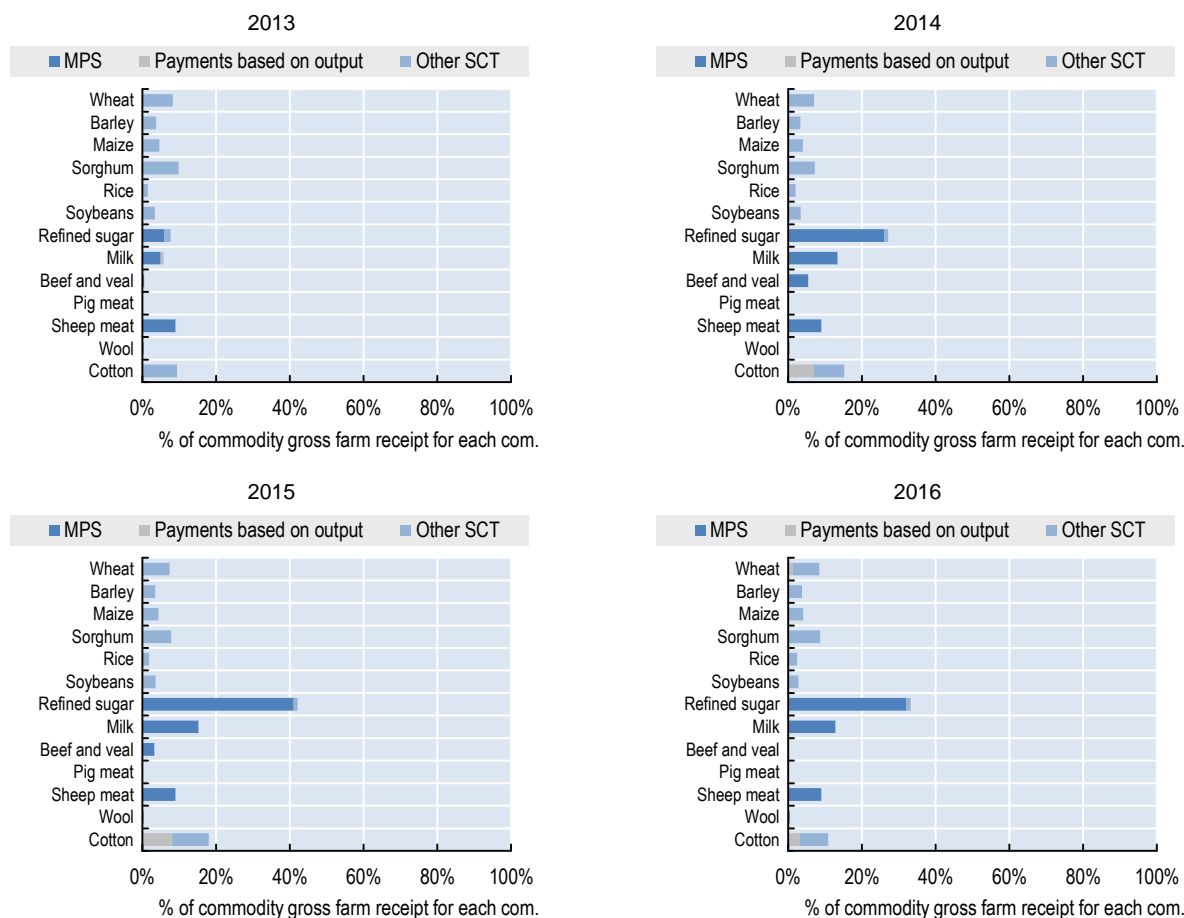 2013
MPS Payments based on output Other SCT
Wheat
Barley
Maize
Sorghum
Rice
Soybeans
Refined sugar
Milk
Beef and veal
Pig meat
Sheep meat
Wool
Cotton
0% 20% 40% 60% 80% 100%
% of commodity gross farm receipt for each com.
2014
MPS Payments based on output Other SCT
Wheat
Barley
Maize
Sorghum
Rice
Soybeans
Refined sugar
Milk
Beef and veal
Pig meat
Sheep meat
Wool
Cotton
0% 20% 40% 60% 80% 100%
% of commodity gross farm receipt for each com.
2015
MPS Payments based on output Other SCT
Wheat
Barley
Maize
Sorghum
Rice
Soybeans
Refined sugar
Milk
Beef and veal
Pig meat
Sheep meat
Wool
Cotton
0% 20% 40% 60% 80% 100%
% of commodity gross farm receipt for each com.
2016
MPS Payments based on output Other SCT
Wheat
Barley
Maize
Sorghum
Rice
Soybeans
Refined sugar
Milk
Beef and veal
Pig meat
Sheep meat
Wool
Cotton
0% 20% 40% 60% 80% 100%
% of commodity gross farm receipt for each com.